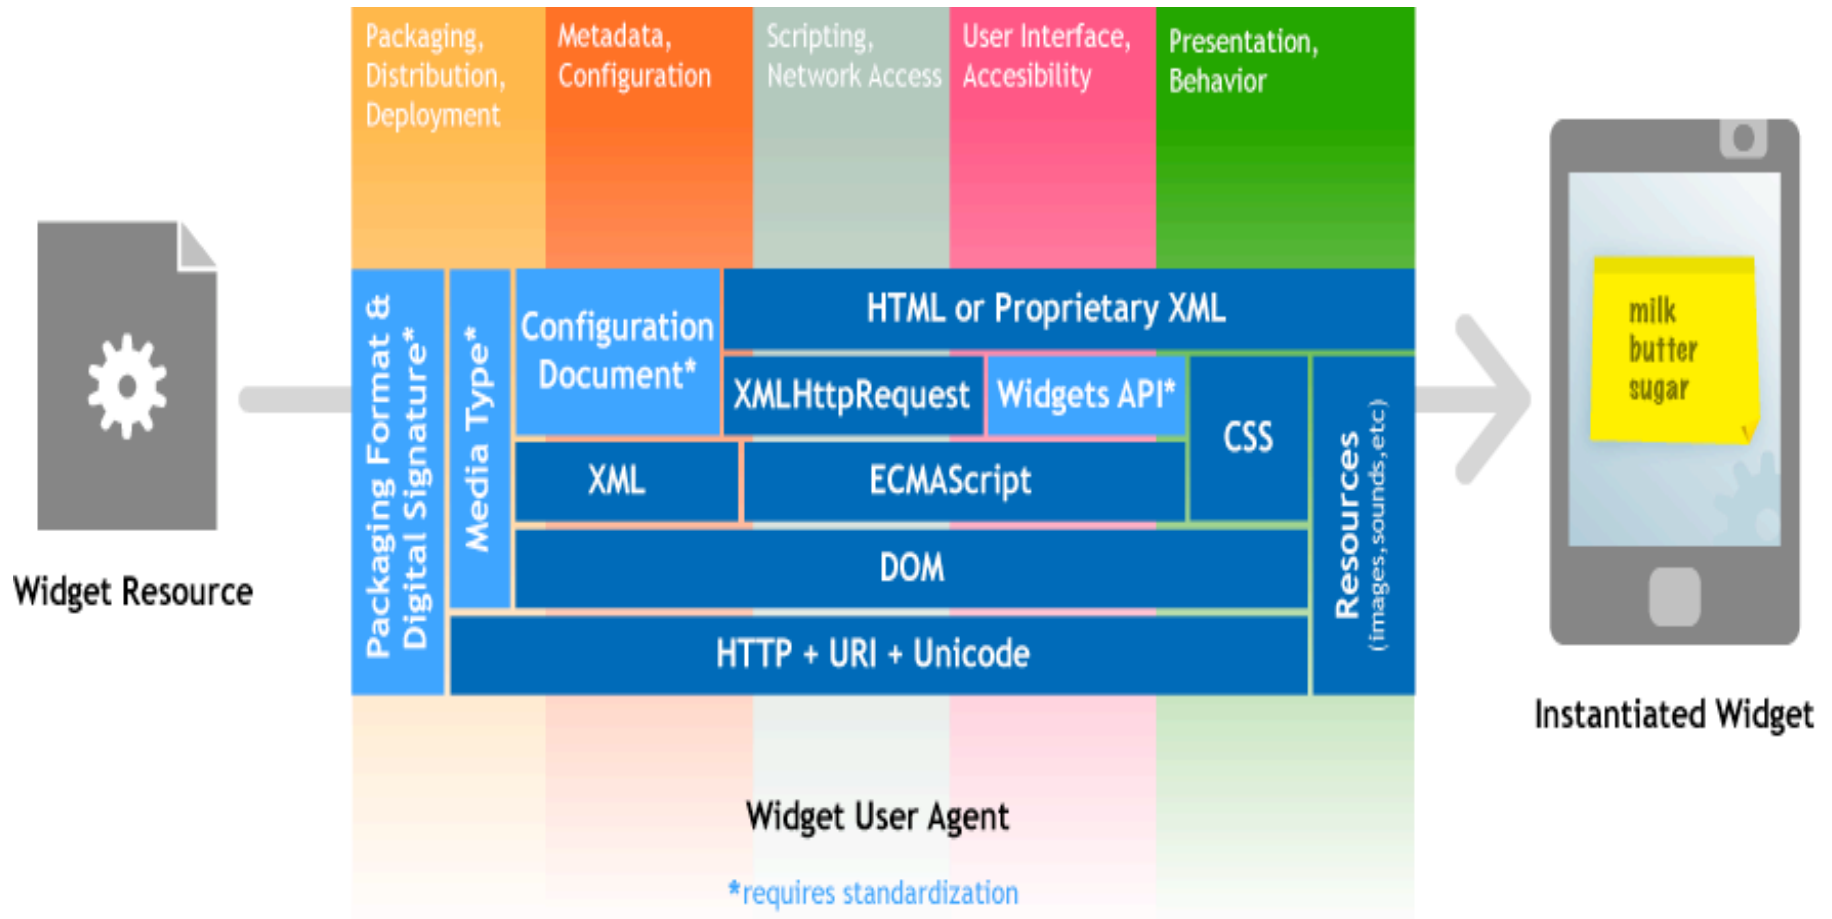 Packaging,
Distribution,
Deployment
Metadata,
Configuration
Scripting,
Network Access
User Interface,
Accesibility
Presentation,
Behavior
Widget Resource
Packaging Format &
Digital Signature*
Media Type*
Configuration
Document*
HTML or Proprietary XML
XMLHttpRequest
Widgets API*
XML
ECMAScript
CSS
DOM
HTTP + URI + Unicode
Resources
(images,sounds,etc)
milk
butter
sugar
Instantiated Widget
Widget User Agent
*requires standardization